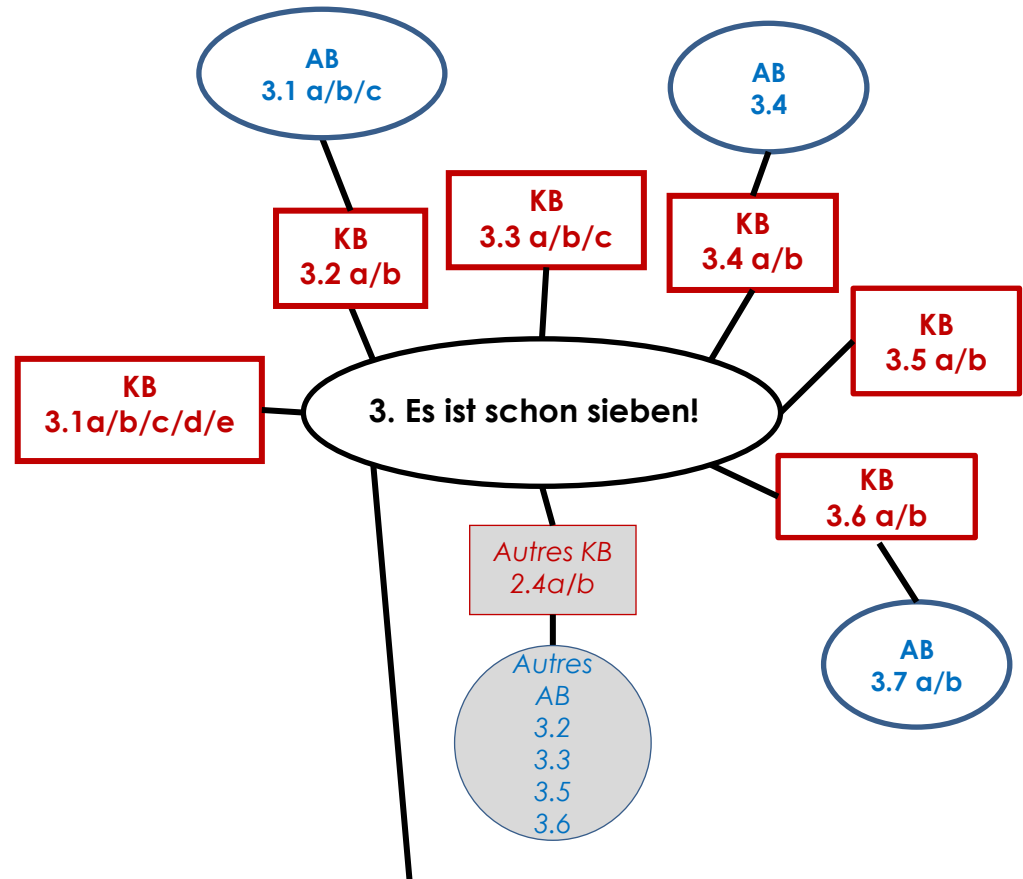 AB
3.1 a/b/c
AB
3.4
KB
3.2 a/b
KB
3.3 a/b/c
KB
3.4 a/b
KB
3.5 a/b
KB
3.1a/b/c/d/e
3. Es ist schon sieben!
KB
3.6 a/b
Autres KB
2.4a/b
AB
3.7 a/b
Autres
AB
3.2
3.3
3.5
3.6